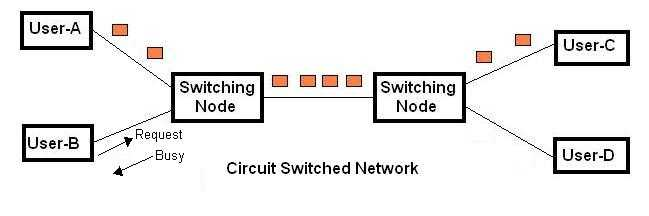 User-A
User-C
Switching
Node
Switching
Node
User-B
Request
Busy
User-D
Circuit Switched Network